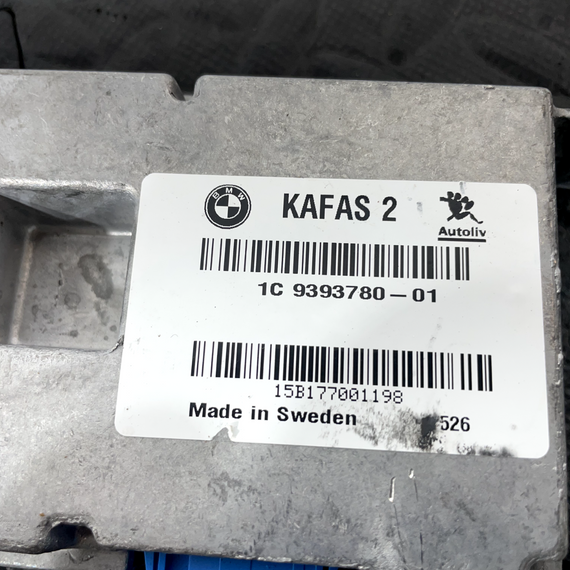 BMW
KAFAS 2
Autoliv
1C 9393780-01
15B177001198
Made in Sweden 526